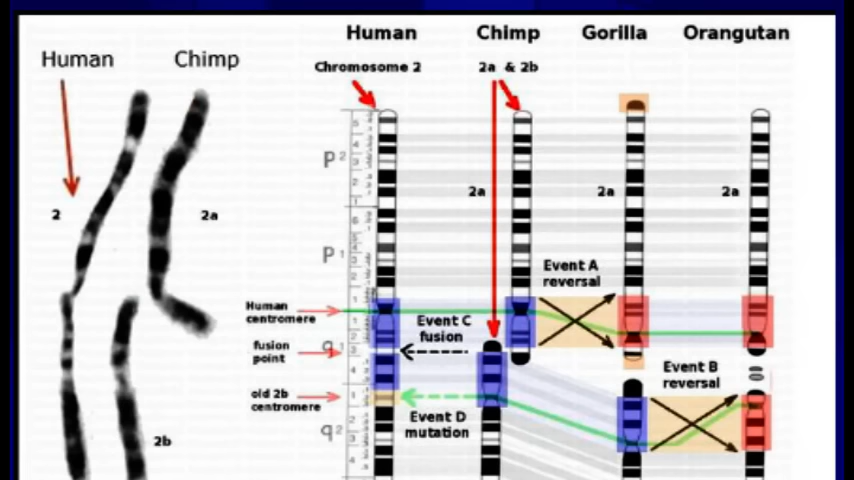 Human
Chimp
2
2a
2b
Human
Chimp
Gorilla
Orangutan
Chromosome 2
2a & 2b
p2
p1
q1
q2
2a
2a
2a
Event A
reversal
Human
centromere
Event C
fusion
fusion
point
Event B
reversal
old 2b
centromere
Event D
mutation